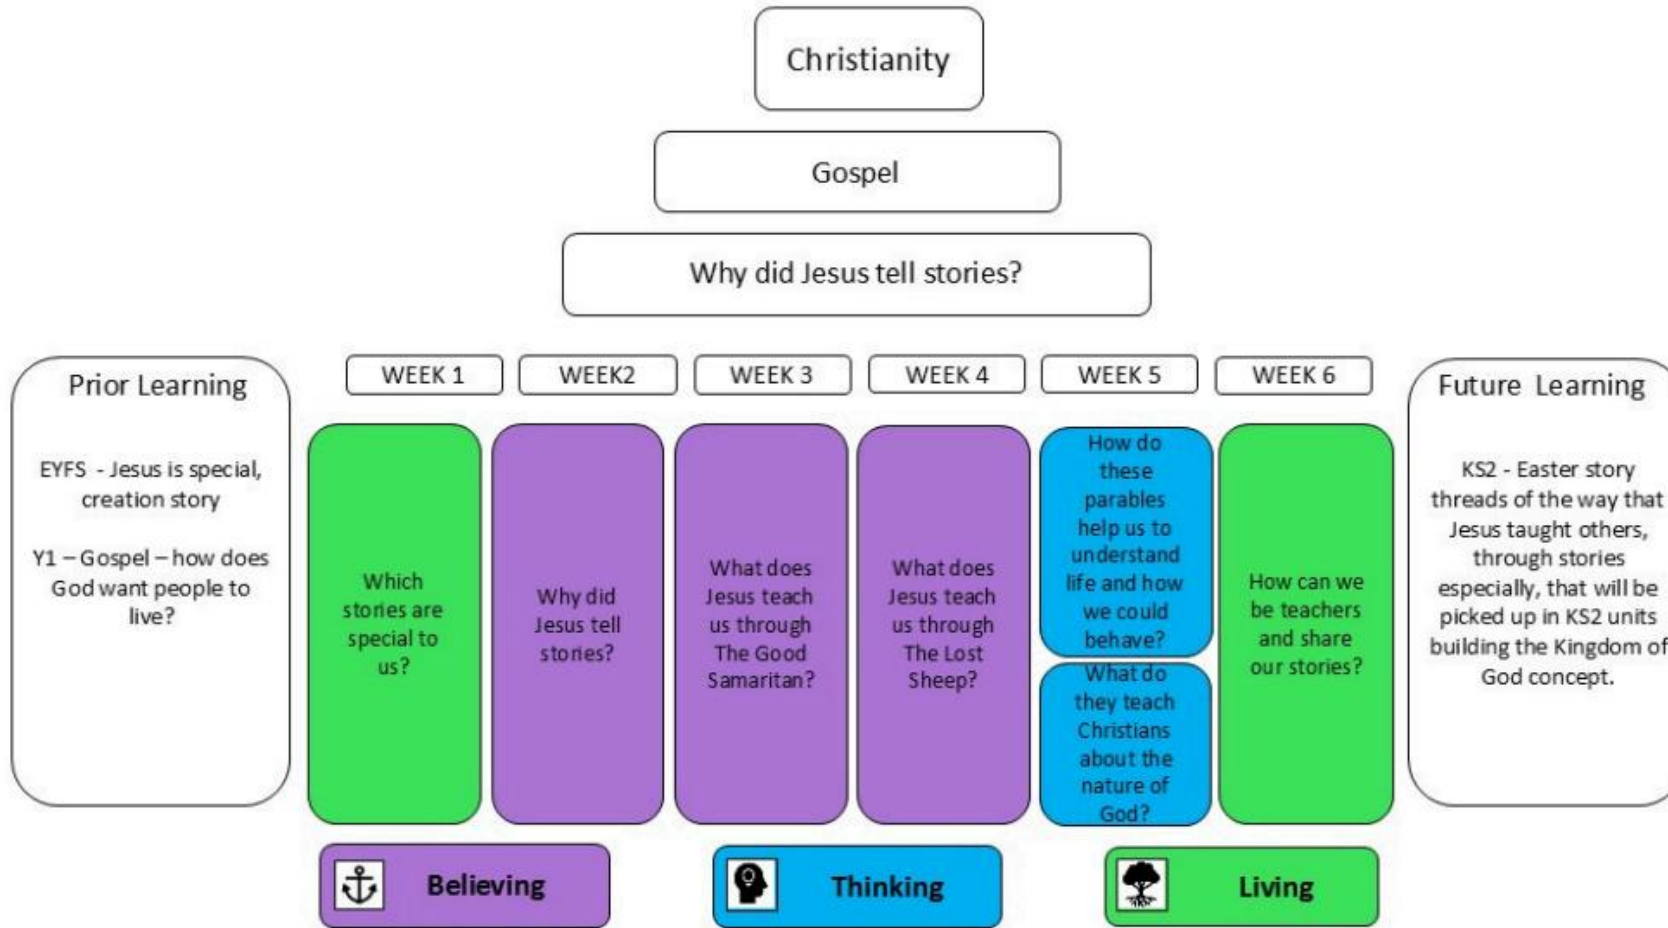 Christianity
Gospel
Why did Jesus tell stories?
Prior Learning
EYFS - Jesus is special,
creation story
Y1 – Gospel – how does
God want people to
live?
WEEK 1
Which
stories are
special to
us?
WEEK2
Why did
Jesus tell
stories?
WEEK 3
What does
Jesus teach
us through
The Good
Samaritan?
WEEK 4
What does
Jesus teach
us through
The Lost
Sheep?
WEEK 5
How do
these
parables
help us to
understand
life and how
we could
behave?
What do
they teach
Christians
about the
nature of
God?
WEEK 6
How can we
be teachers
and share
our stories?
Future Learning
KS2 - Easter story
threads of the way that
Jesus taught others,
through stories
especially, that will be
picked up in KS2 units
building the Kingdom of
God concept.
Believing
Thinking
Living